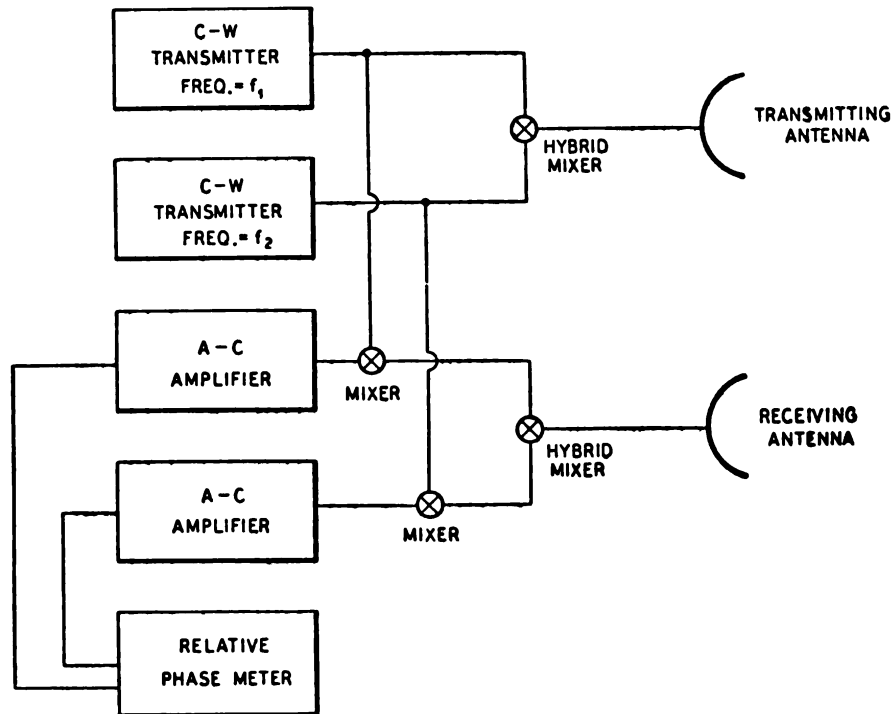 C-W
TRANSMITTER
FREQ.= f₁
TRANSMITTING
ANTENNA
HYBRID
MIXER
C-W
TRANSMITTER
FREQ.= f₂
A-C
AMPLIFIER
MIXER
RECEIVING
ANTENNA
HYBRID
MIXER
A-C
AMPLIFIER
MIXER
RELATIVE
PHASE METER